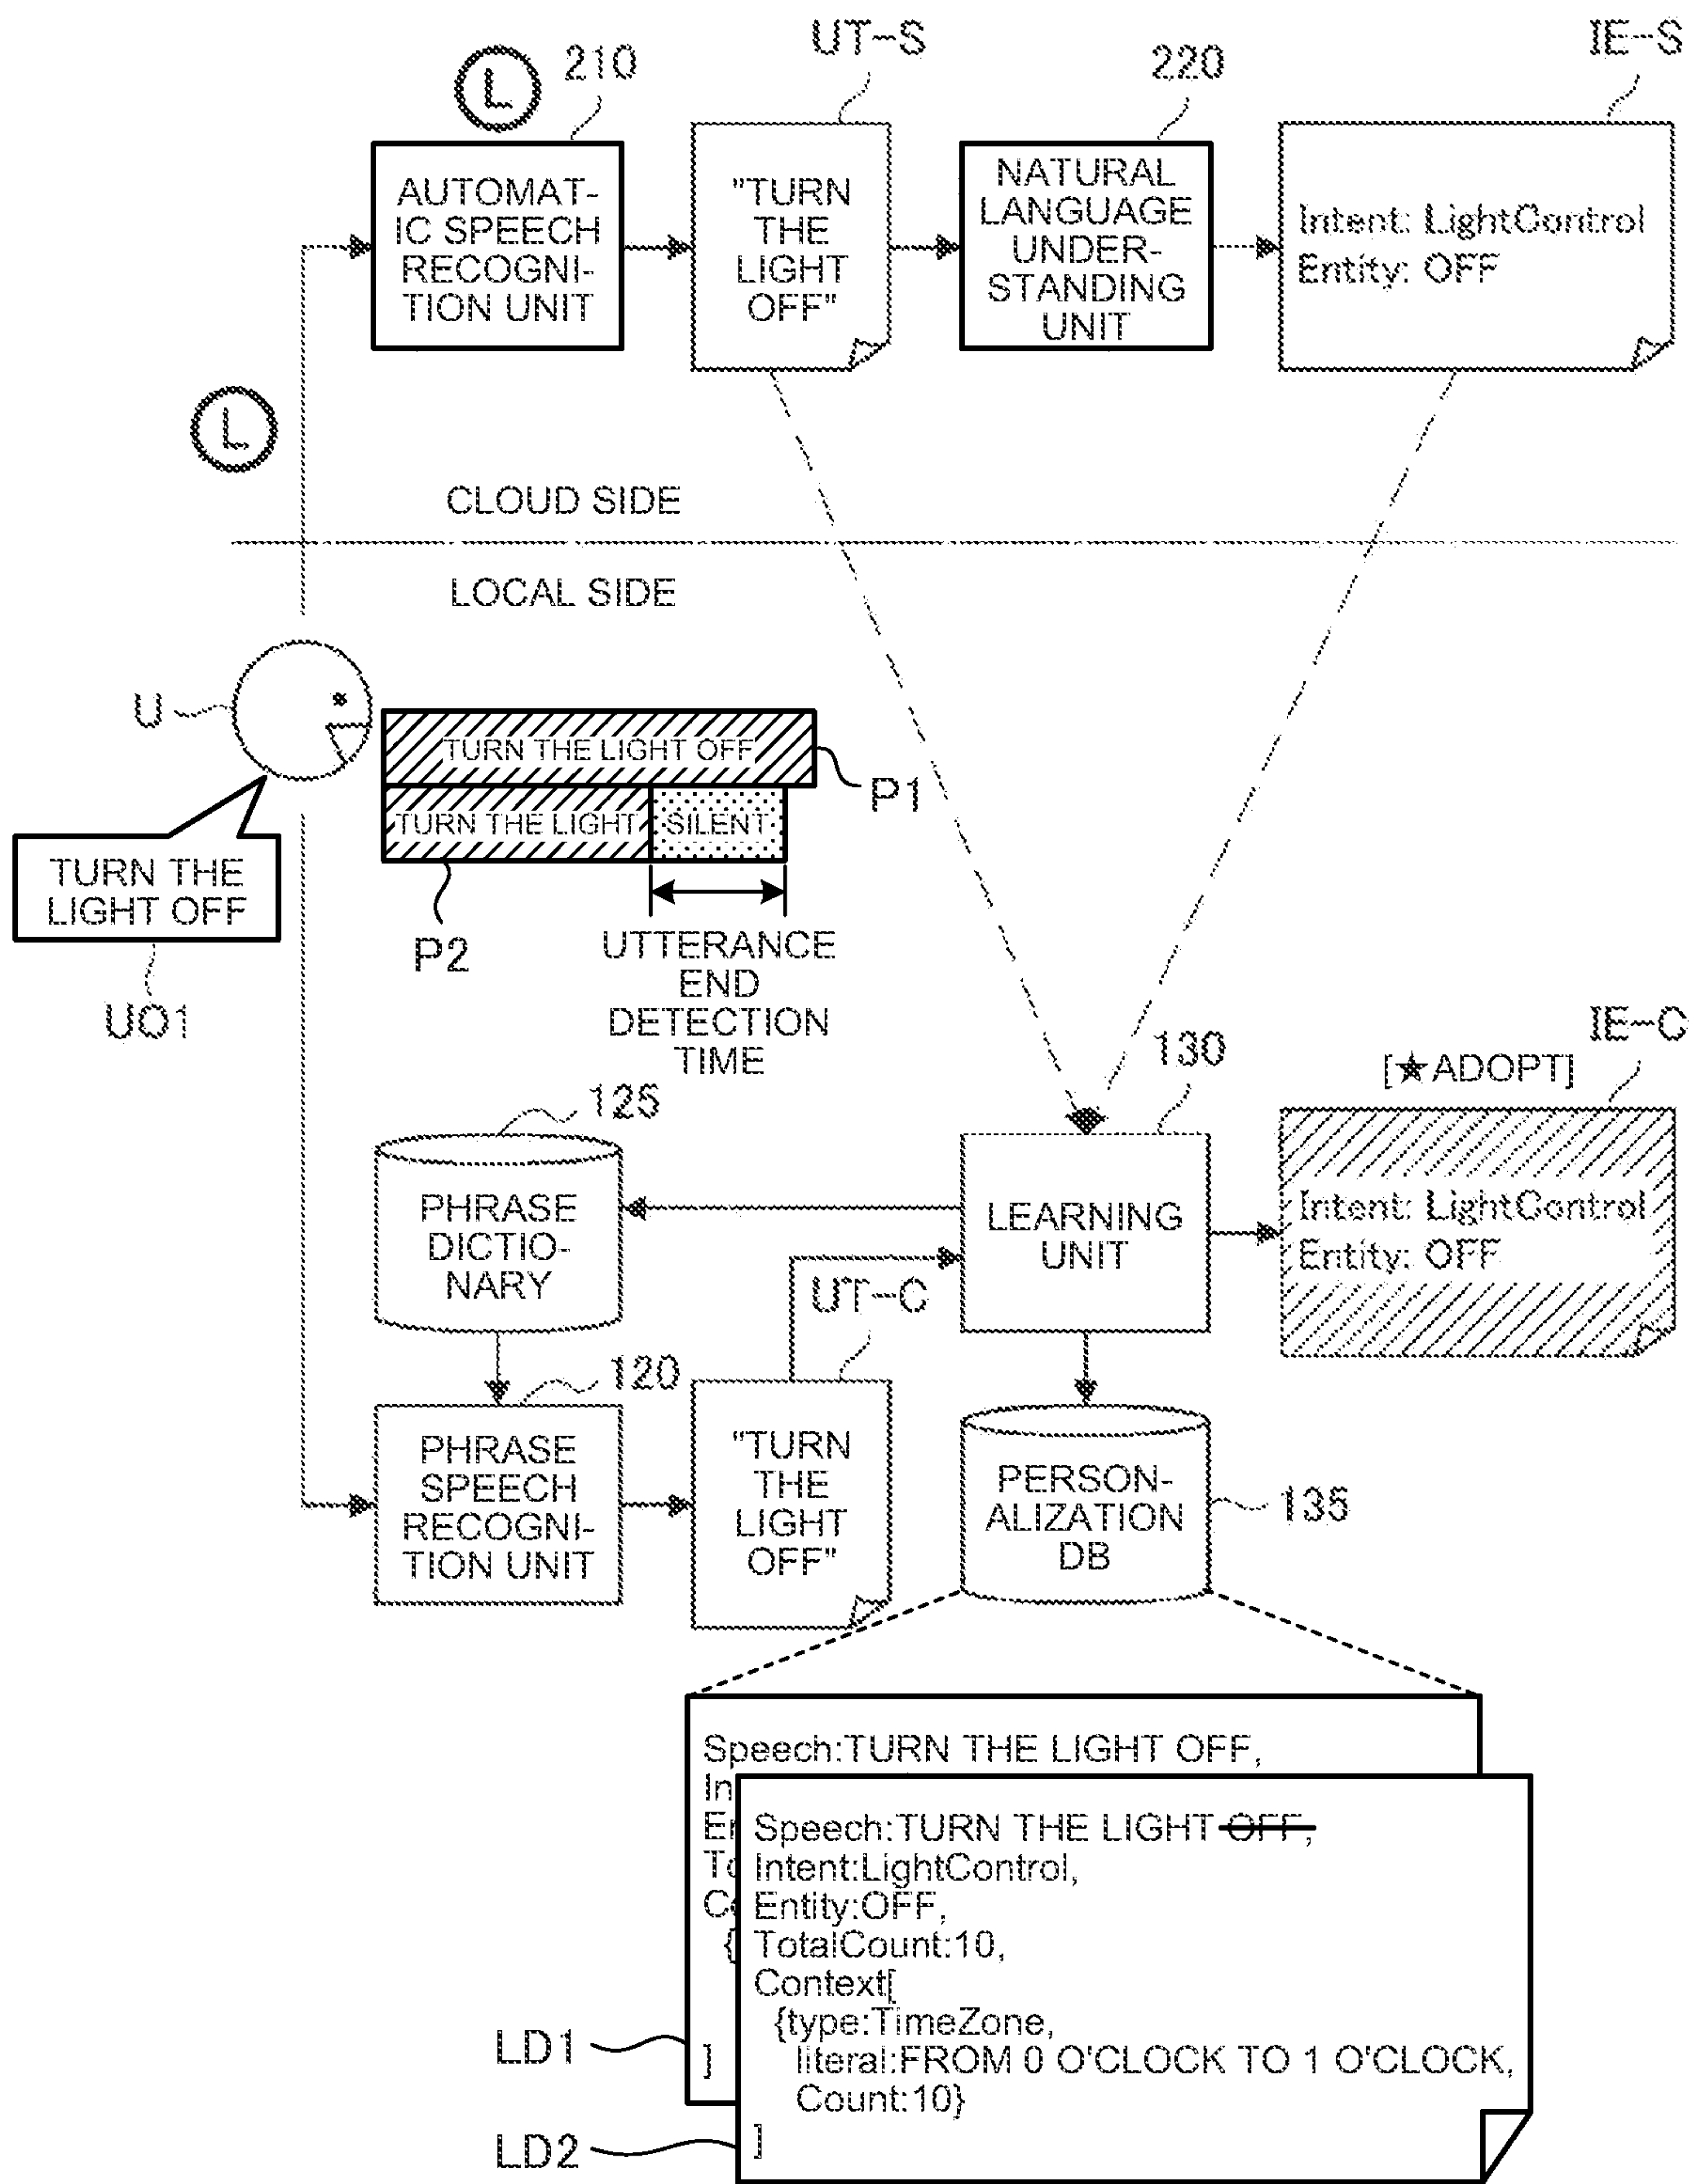 UT-S
IE-S
L
210
220
AUTOMAT-
IC SPEECH
RECOGNI-
TION UNIT
"TURN
THE
LIGHT
OFF"
NATURAL
LANGUAGE
UNDER-
STANDING
UNIT
Intent: LightControl
Entity: OFF
L
CLOUD SIDE
LOCAL SIDE
U
TURN THE LIGHT OFF
P1
TURN THE LIGHT
SILENT
TURN THE
LIGHT OFF
UO1
P2
UTTERANCE
END
DETECTION
TIME
IE-C
130
[★ADOPT]
125
PHRASE
DICTIO-
NARY
LEARNING
UNIT
Intent: LightControl
Entity: OFF
UT-C
120
PHRASE
SPEECH
RECOGNI-
TION UNIT
"TURN
THE
LIGHT
OFF"
PERSON-
ALIZATION
DB
135
Speech:TURN THE LIGHT OFF,
In
{
]
LD1
Speech:TURN THE LIGHT OFF,
Intent:LightControl,
Entity:OFF,
TotalCount:10,
Context[
{type:TimeZone,
literal:FROM 0 O'CLOCK TO 1 O'CLOCK,
Count:10}
]
LD2